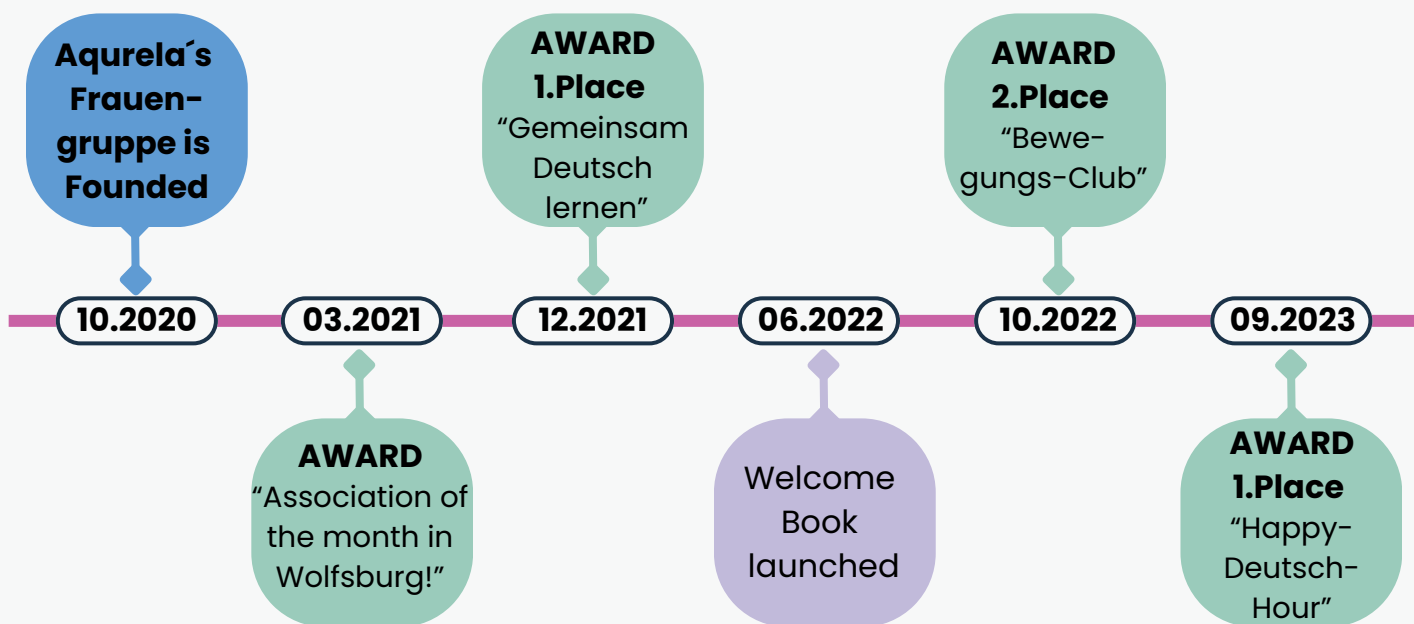 Aqurela´s
Frauen-
gruppe is
Founded
AWARD
1.Place
“Gemeinsam
Deutsch
lernen”
AWARD
2.Place
“Bewe-
gungs-Club”
10.2020
03.2021
12.2021
06.2022
10.2022
09.2023
AWARD
“Association of
the month in
Wolfsburg!”
Welcome
Book
launched
AWARD
1.Place
“Happy-
Deutsch-
Hour”